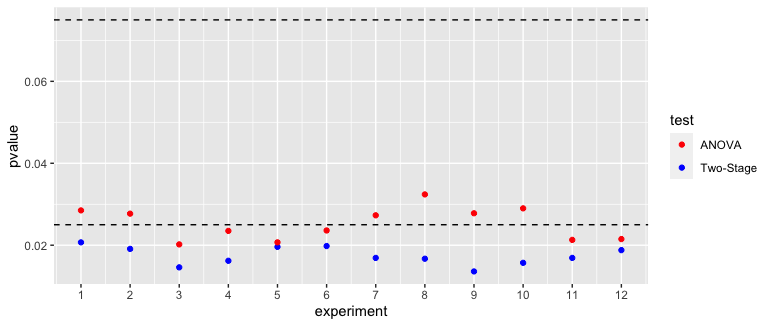 0.06
0.04
0.02
pvalue
1 2 3 4 5 6 7 8 9 10 11 12
experiment
test
ANOVA
Two-Stage